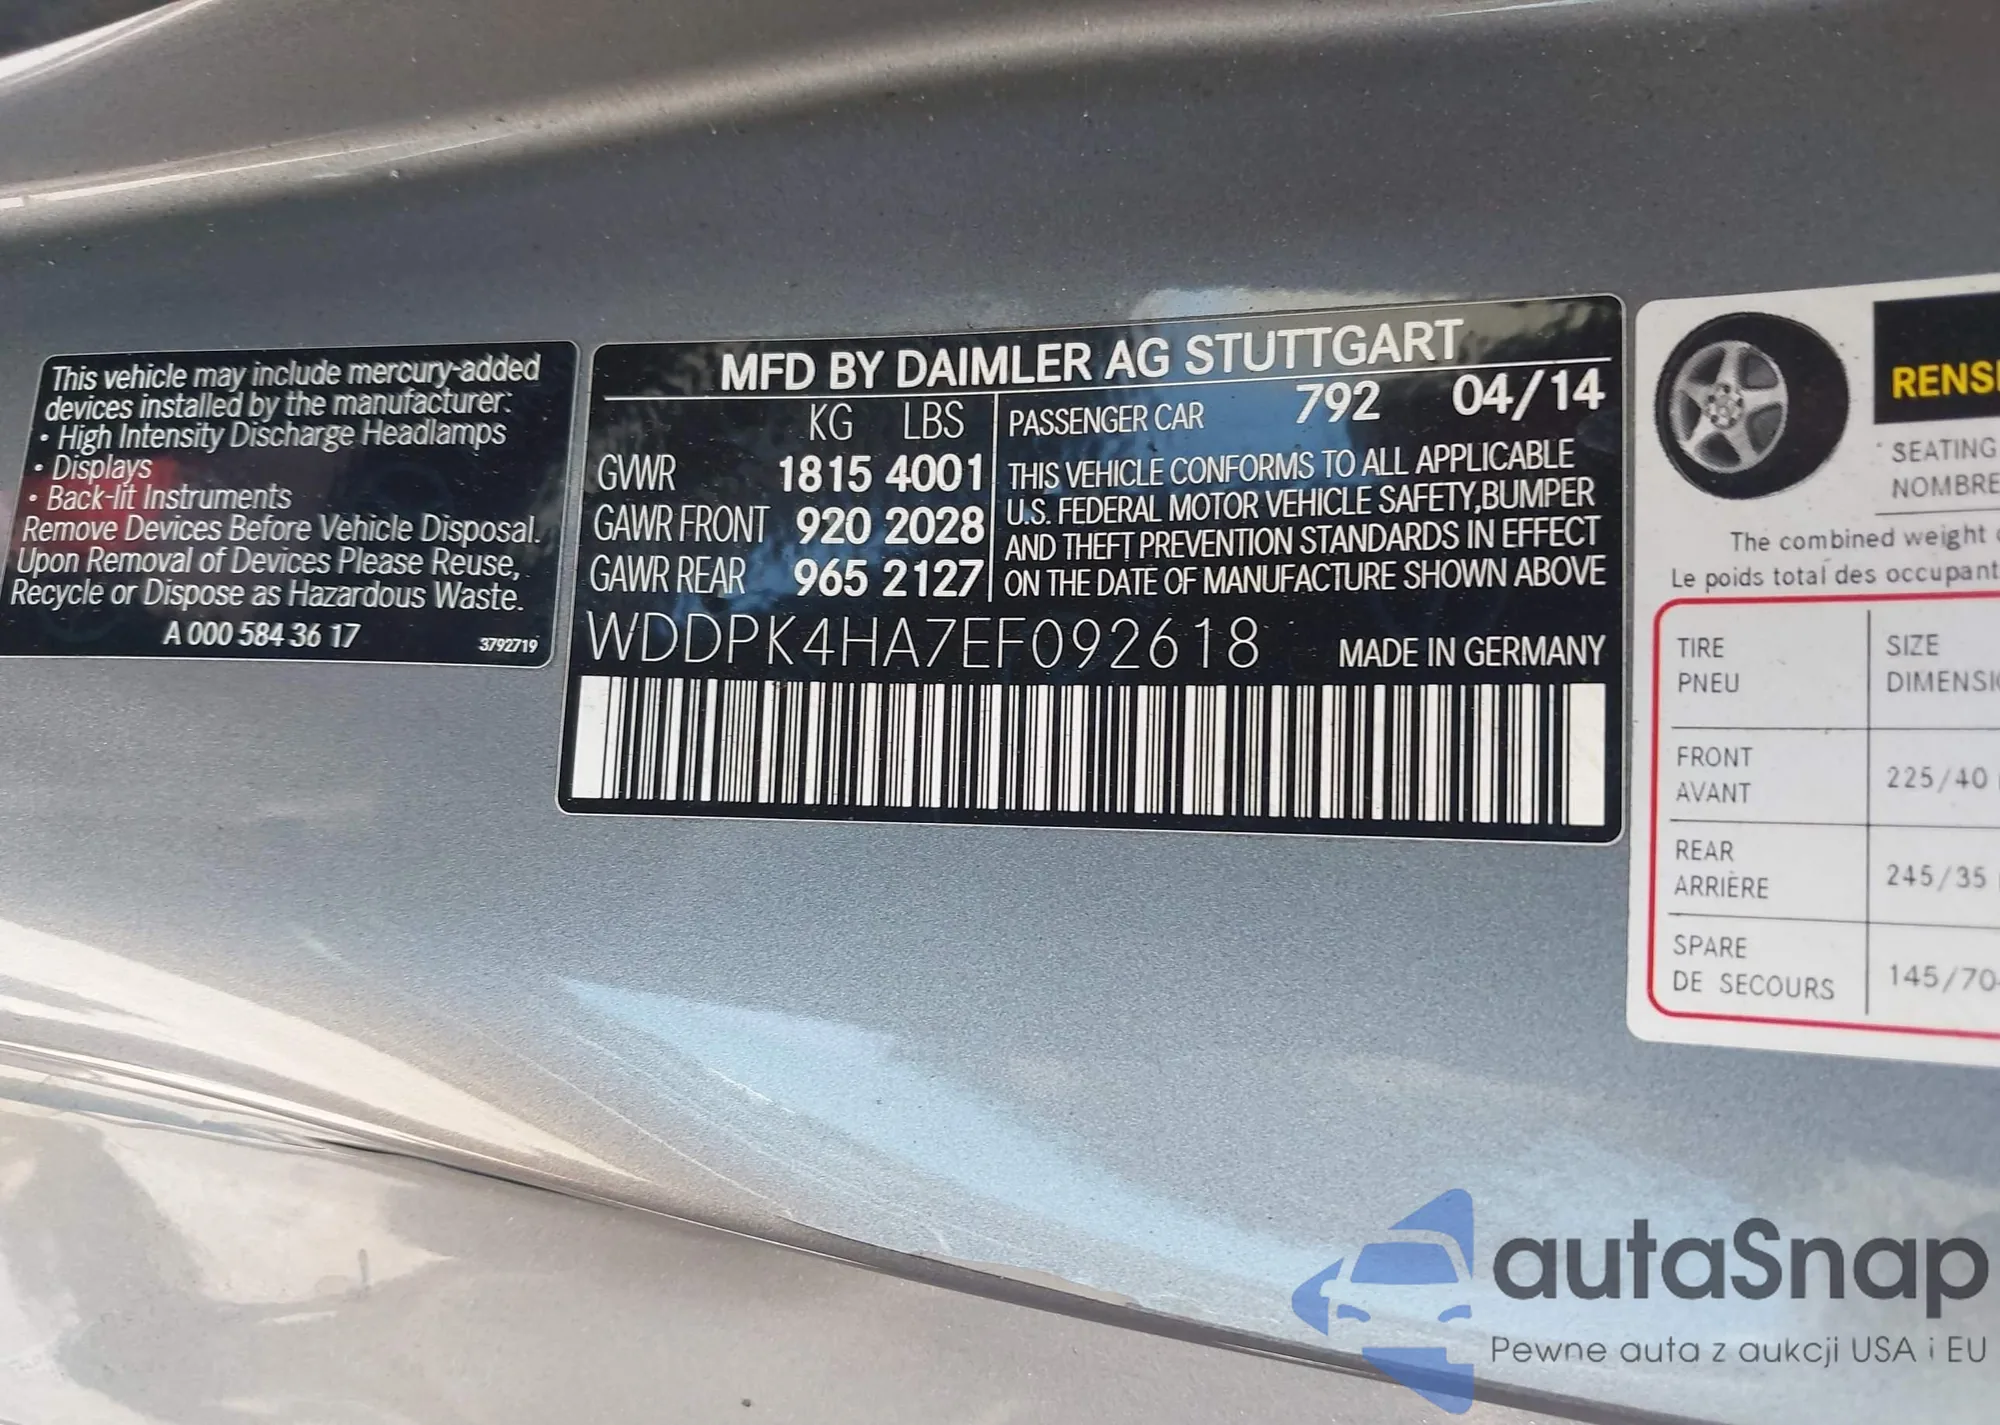 This vehicle may include mercury-added
devices installed by the manufacturer:
• High Intensity Discharge Headlamps
• Displays
• Back-lit Instruments
Remove Devices Before Vehicle Disposal.
Upon Removal of Devices Please Reuse,
Recycle or Dispose as Hazardous Waste.
A 000 584 36 17
3792719
MFD BY DAIMLER AG STUTTGART
KG LBS
GVWR 1815 4001
GAWR FRONT 920 2028
GAWR REAR 965 2127
PASSENGER CAR 792 04/14
THIS VEHICLE CONFORMS TO ALL APPLICABLE
U.S. FEDERAL MOTOR VEHICLE SAFETY,BUMPER
AND THEFT PREVENTION STANDARDS IN EFFECT
ON THE DATE OF MANUFACTURE SHOWN ABOVE
WDDPK4HA7EF092618 MADE IN GERMANY
RENS
SEATING
NOMBRE
The combined weight
Le poids total des occupant
TIRE SIZE
PNEU DIMENSI
FRONT
AVANT
225/40
REAR
ARRIÈRE
245/35
SPARE
DE SECOURS
145/70-
autaSnap
Pewne auta z aukcji USA i EU